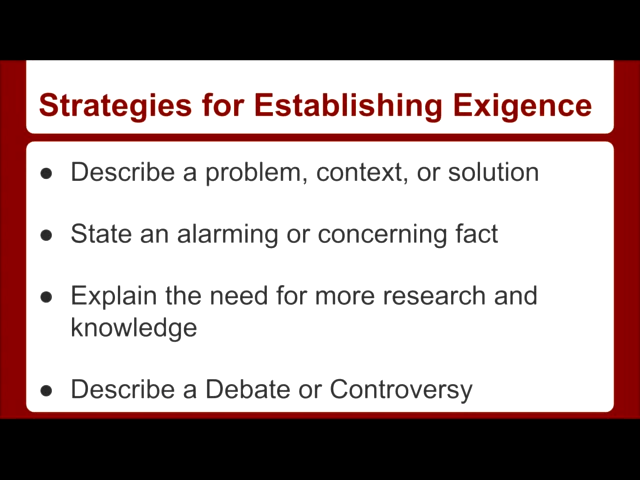 Strategies for Establishing Exigence
● Describe a problem, context, or solution
● State an alarming or concerning fact
● Explain the need for more research and
knowledge
● Describe a Debate or Controversy